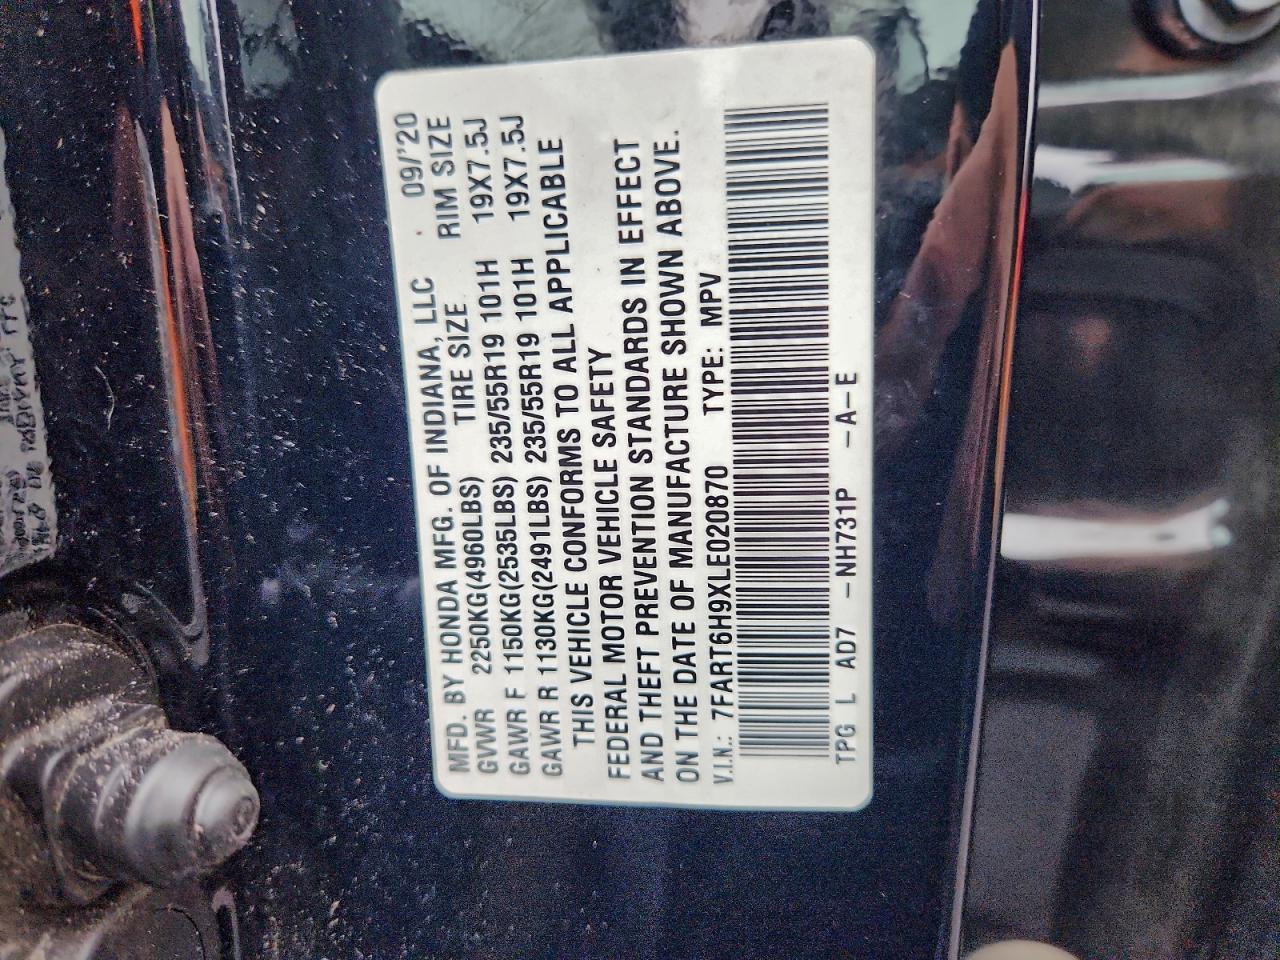 MFD. BY HONDA MFG. OF INDIANA, LLC 09/'20
GVWR 2250KG(4960LBS) TIRE SIZE RIM SIZE
GAWR F 1150KG(2535LBS) 235/55R19 101H 19X7.5J
GAWR R 1130KG(2491LBS) 235/55R19 101H 19X7.5J
THIS VEHICLE CONFORMS TO ALL APPLICABLE
FEDERAL MOTOR VEHICLE SAFETY
AND THEFT PREVENTION STANDARDS IN EFFECT
ON THE DATE OF MANUFACTURE SHOWN ABOVE.
V.I.N.: 7FART6H9XLE020870 TYPE: MPV
TPG L AD7 -NH731P -A-E